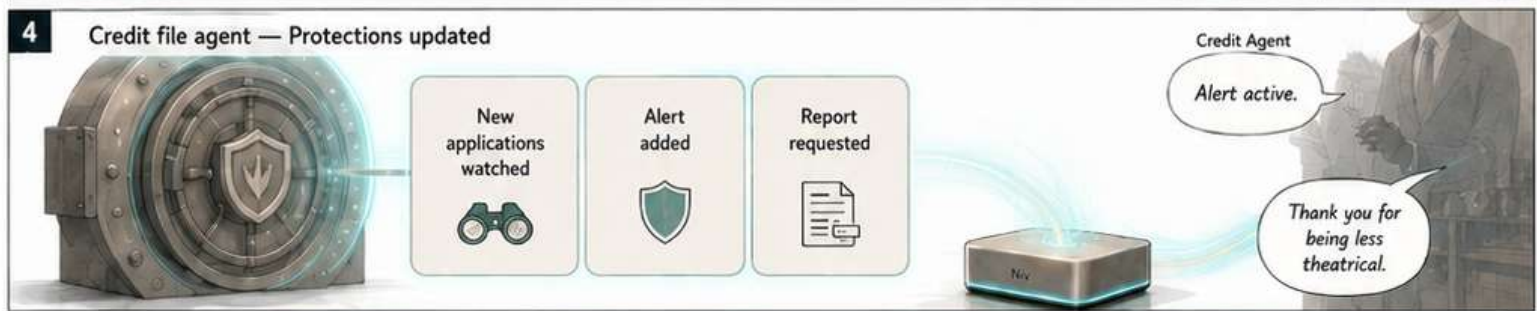 4
Credit file agent — Protections updated
New
applications
watched
Alert
added
Report
requested
Credit Agent
Alert active.
Thank you for
being less
theatrical.